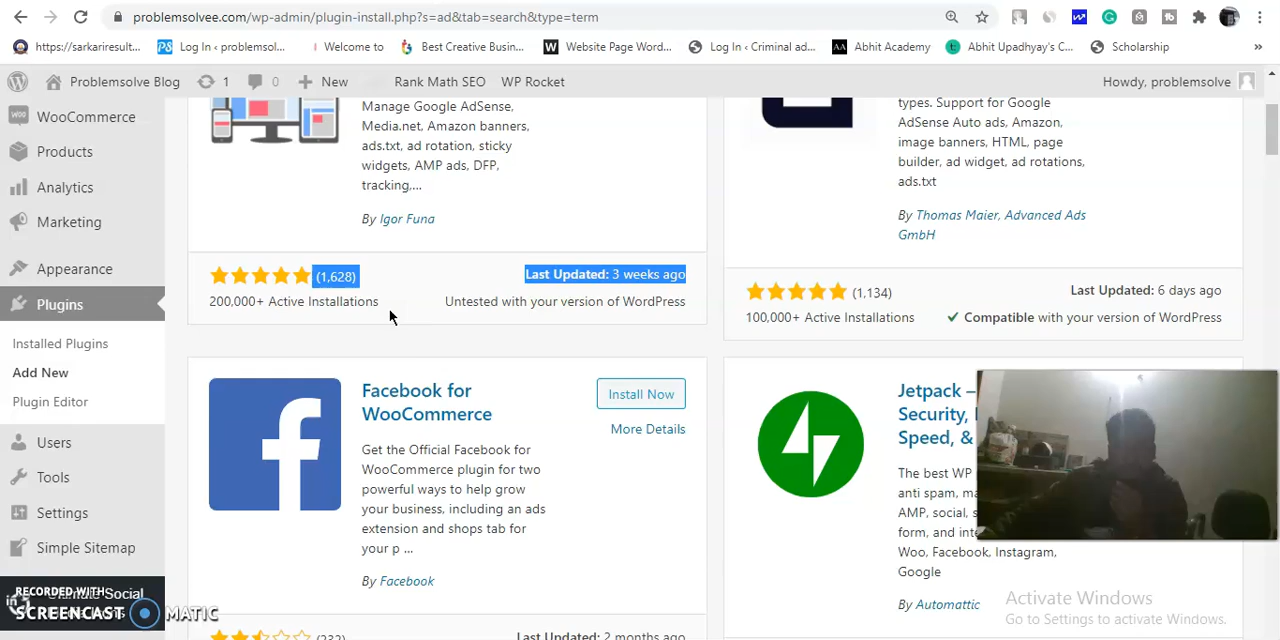 problemsolvee.com/wp-admin/plugin-install.php?s=ad&tab=search&type=term
https://sarkariresult...
Log In ‹ problemsol...
Welcome to
Best Creative Busin...
Website Page Word...
Log In ‹ Criminal ad...
Abhit Academy
Abhit Upadhyay's C...
Scholarship
»
Problemsolve Blog
1
0
New
Rank Math SEO
WP Rocket
Howdy, problemsolve
WooCommerce
Products
Analytics
Marketing
Appearance
Plugins
Installed Plugins
Add New
Plugin Editor
Users
Tools
Settings
Simple Sitemap
Manage Google AdSense,
Media.net, Amazon banners,
ads.txt, ad rotation, sticky
widgets, AMP ads, DFP,
tracking,...
By Igor Funa
(1,628)
Last Updated: 3 weeks ago
200,000+ Active Installations
Untested with your version of WordPress
types. Support for Google
AdSense Auto ads, Amazon,
image banners, HTML, page
builder, ad widget, ad rotations,
ads.txt
By Thomas Maier, Advanced Ads
GmbH
(1,134)
Last Updated: 6 days ago
100,000+ Active Installations
Compatible with your version of WordPress
Facebook for
WooCommerce
Install Now
More Details
Get the Official Facebook for
WooCommerce plugin for two
powerful ways to help grow
your business, including an ads
extension and shops tab for
your p ...
By Facebook
(232)
Last Updated: 2 months ago
Jetpack –
Security,
Speed, &
The best WP
anti spam,
AMP, social,
form, and
Woo, Facebook, Instagram,
Google
By Automattic
Activate Windows
Go to Settings to activate Windows.
RECORDED WITH
SCREENCAST MATIC
Social